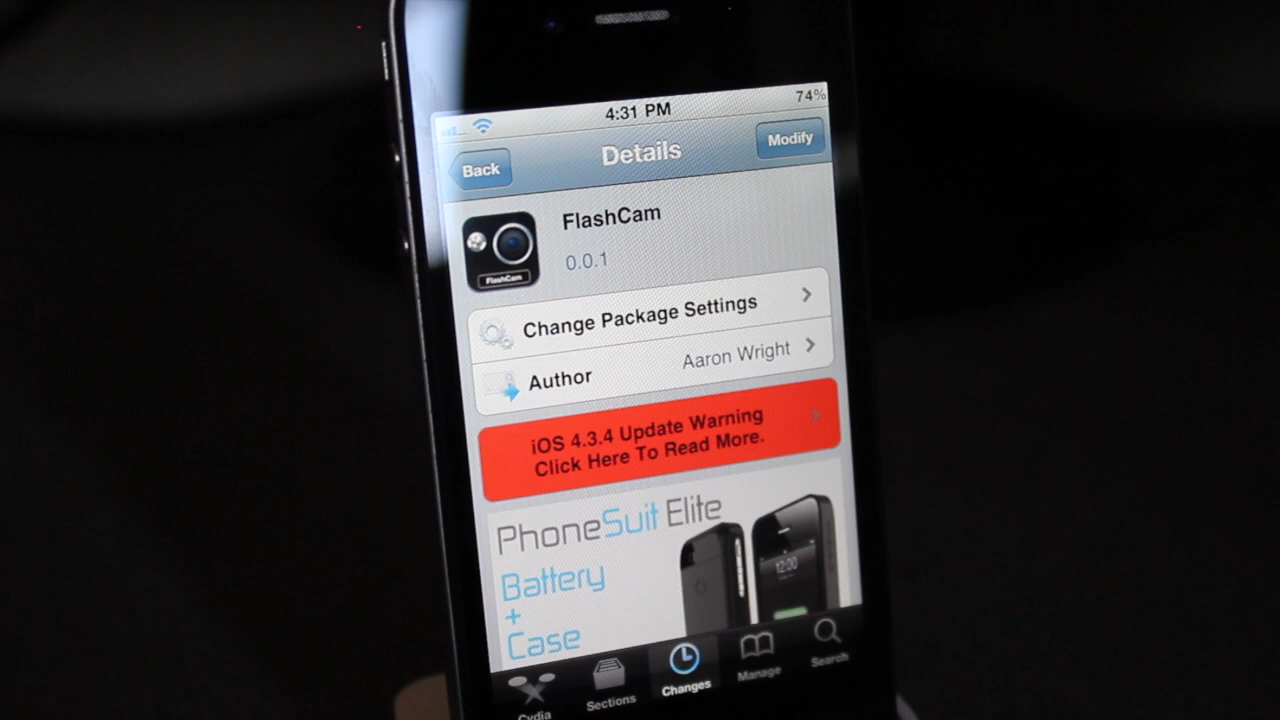 4:31 PM
74%
Back
Details
Modify
FlashCam
0.0.1
FlashCam
Change Package Settings
Author
Aaron Wright
iOS 4.3.4 Update Warning
Click Here To Read More.
PhoneSuit Elite
Battery
+
Case
12:00
Cydia
Sections
Changes
Manage
Search